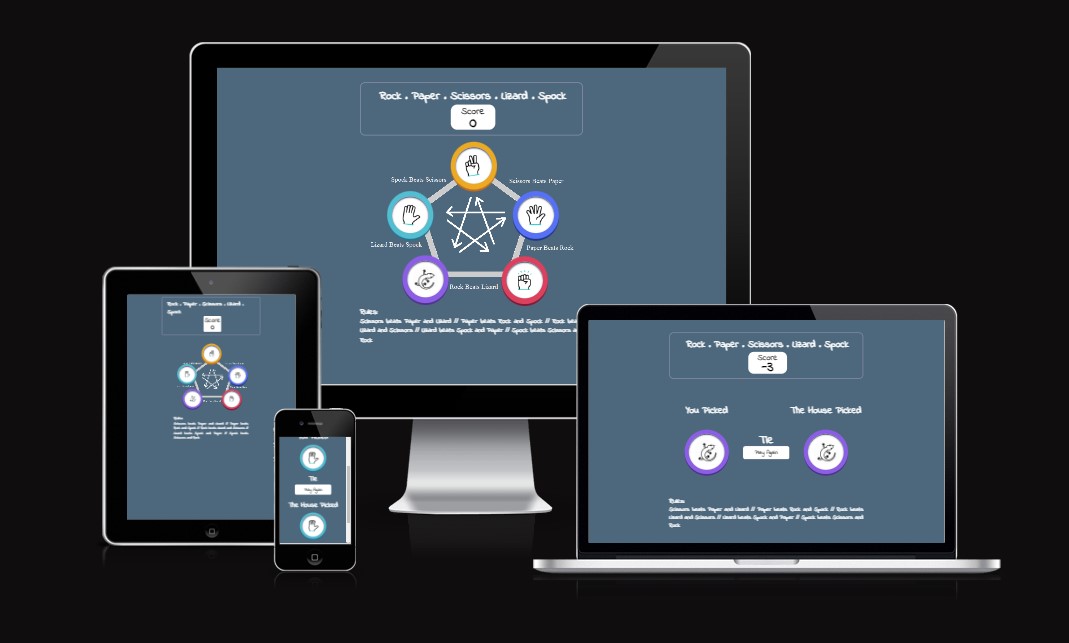 Rock . Paper . Scissors . Lizard . Spock
Score
0
Spock Beats Scissors
Scissors Beats Paper
Lizard Beats Spock
Paper Beats Rock
Rock Beats Lizard
Rules:
Scissors beats Paper and Lizard // Paper beats Rock and Spock // Rock
Lizard and Scissors // Lizard beats Spock and Paper // Spock beats Scissors
Rock
Rock . Paper . Scissors . Lizard .
Spock
Score
0
Rules:
Scissors beats Paper and Lizard // Paper beats
Rock and Spock // Rock beats Lizard and Scissors //
Lizard beats Spock and Paper // Spock beats
Scissors and Rock
Tie
Play Again
The House Picked
Rock . Paper . Scissors . Lizard . Spock
Score
-3
You Picked
The House Picked
Tie
Play Again
Rules:
Scissors beats Paper and Lizard // Paper beats Rock and Spock // Rock beats
Lizard and Scissors // Lizard beats Spock and Paper // Spock beats Scissors and
Rock